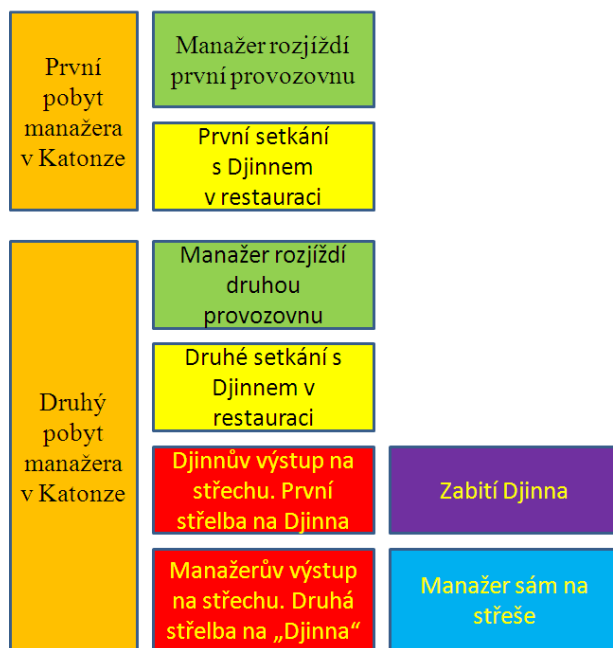 První
pobyt
manažera
v Katonze
Manažer rozjíždí
první provozovnu
První setkání
s Djinnem
v restauraci
Druhý
pobyt
manažera
v Katonze
Manažer rozjíždí
druhou
provozovnu
Druhé setkání s
Djinnem v
restauraci
Djinnův výstup na
střechu. První
střelba na Djinna
Zabití Djinna
Manažerův výstup
na střechu. Druhá
střelba na „Djinna“
Manažer sám na
střeše